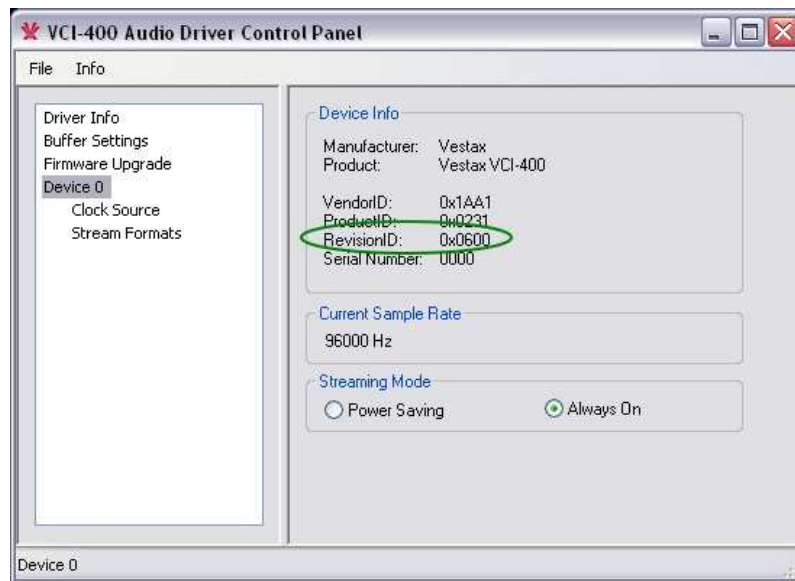 VCI-400 Audio Driver Control Panel
File Info
Driver Info
Buffer Settings
Firmware Upgrade
Device 0
Clock Source
Stream Formats
Device Info
Manufacturer: Vestax
Product: Vestax VCI-400
VendorID: 0x1AA1
ProductID: 0x0231
RevisionID: 0x0600
Serial Number: 0000
Current Sample Rate
96000 Hz
Streaming Mode
Power Saving Always On
Device 0